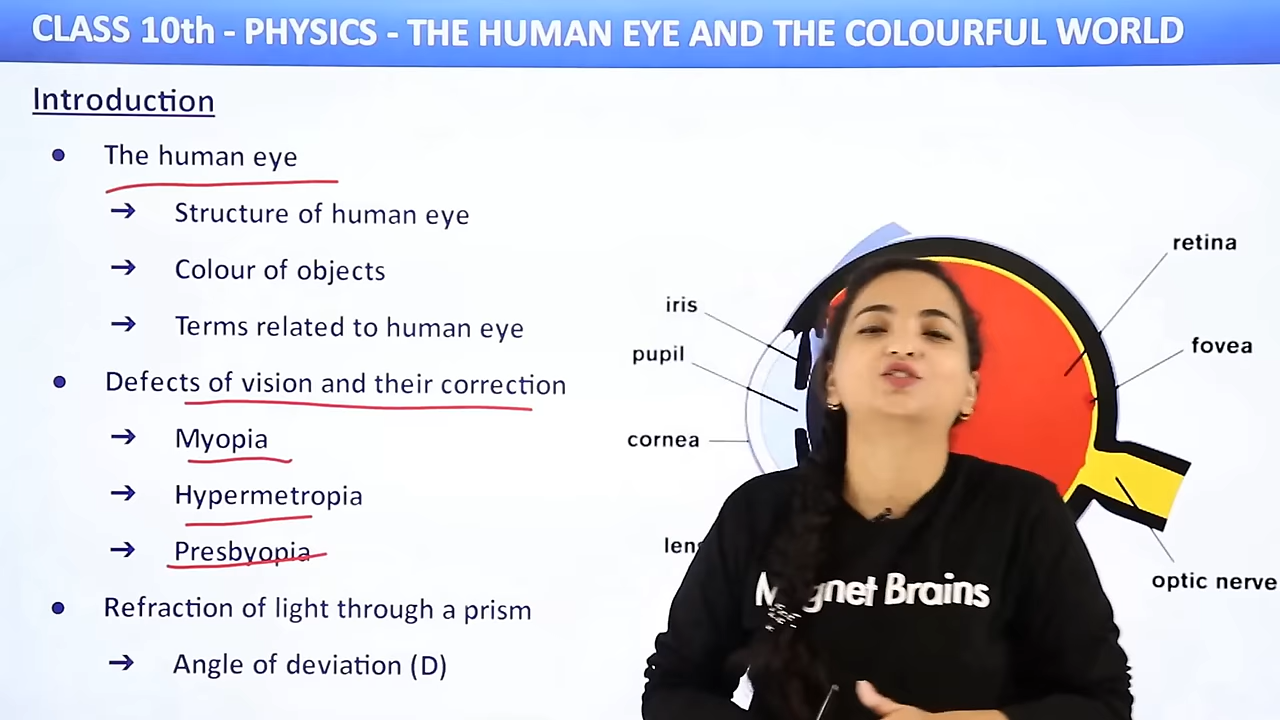 CLASS 10th - PHYSICS - THE HUMAN EYE AND THE COLOURFUL WORLD
Introduction
● The human eye
➔ Structure of human eye
➔ Colour of objects
➔ Terms related to human eye
● Defects of vision and their correction
➔ Myopia
➔ Hypermetropia
➔ Presbyopia
● Refraction of light through a prism
➔ Angle of deviation (D)
retina
iris
fovea
pupil
cornea
optic nerve
Brains